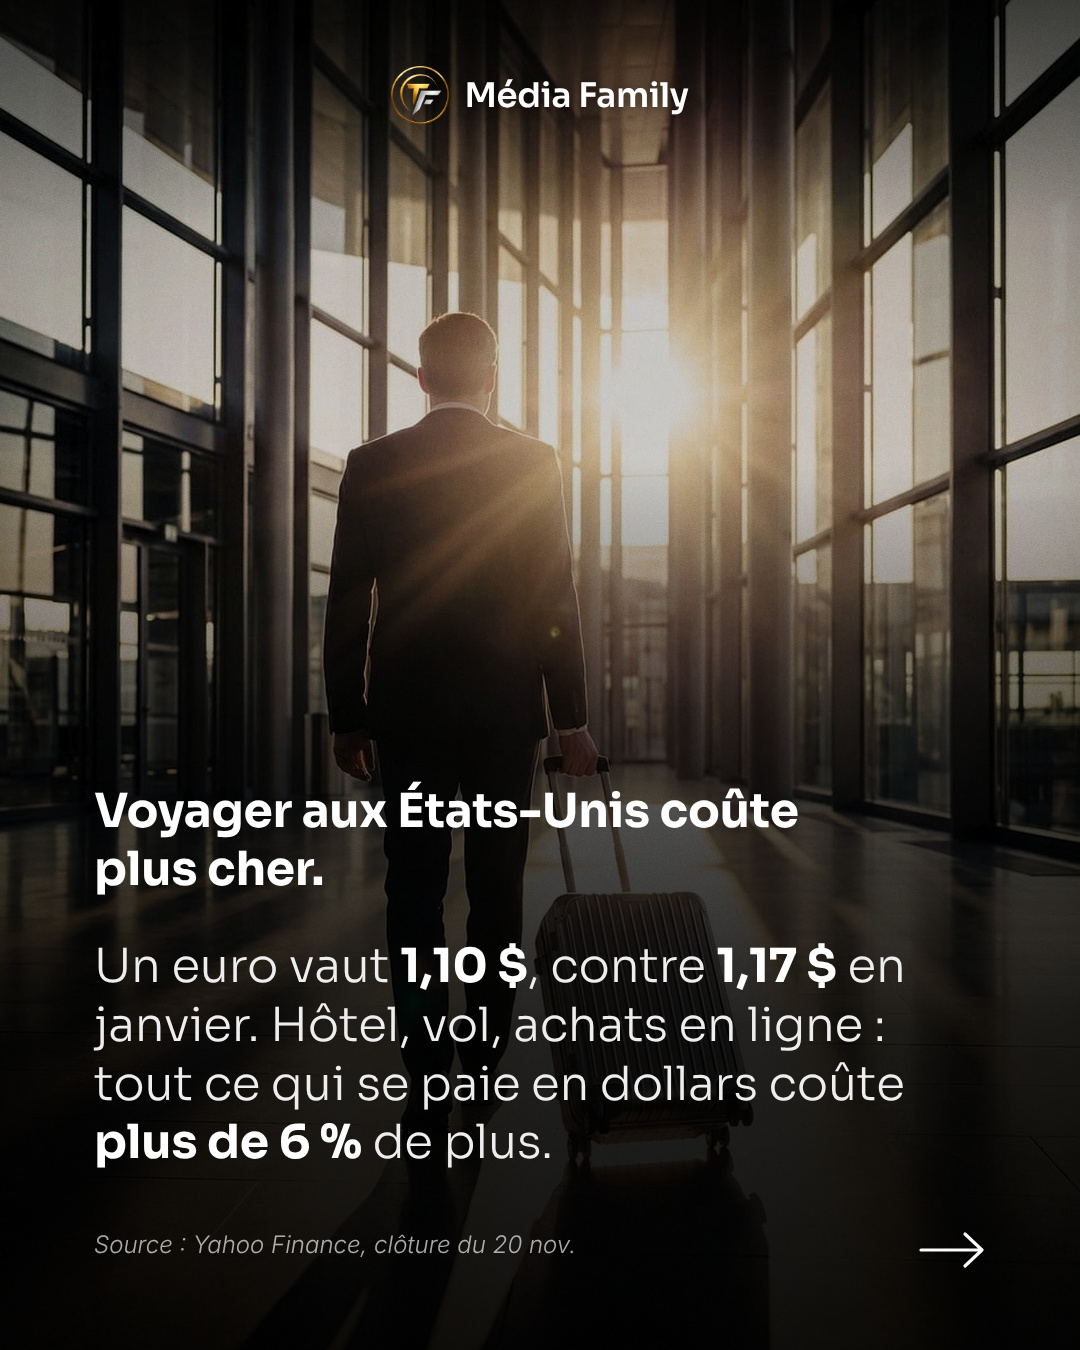 TF
Média Family
Voyager aux États-Unis coûte
plus cher.
Un euro vaut 1,10 $, contre 1,17 $ en
janvier. Hôtel, vol, achats en ligne :
tout ce qui se paie en dollars coûte
plus de 6 % de plus.
Source : Yahoo Finance, clôture du 20 nov.